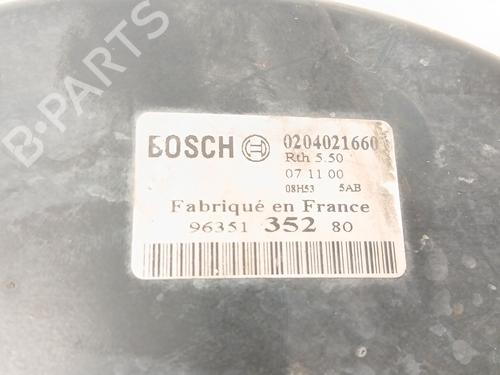 B-PARTS
BOSCH 0204021660
Rth 5.50
07 11 00
08H53 5AB
Fabriqué en France
96351 352 80